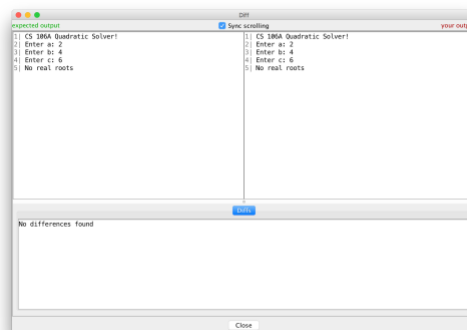 Diff
expected output
Sync scrolling
your out
1| CS 106A Quadratic Solver!
2| Enter a: 2
3| Enter b: 4
4| Enter c: 6
5| No real roots
1| CS 106A Quadratic Solver!
2| Enter a: 2
3| Enter b: 4
4| Enter c: 6
5| No real roots
Diffs
No differences found
Close